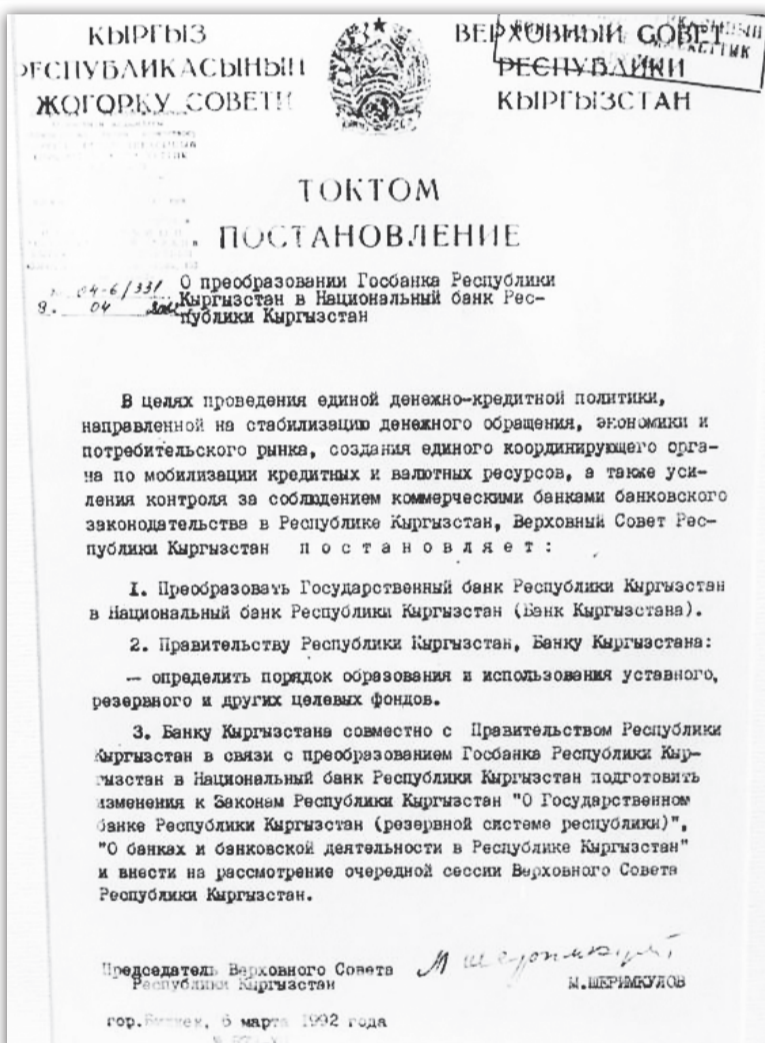 КЫРГЫЗ
РЕСПУБЛИКАСЫНЫН
ЖОГОРКУ СОВЕТИ
ВЕРХОВНЫЙ СОВЕТ
РЕСПУБЛИКИ
КЫРГЫЗСТАН
ТОКТОМ
ПОСТАНОВЛЕНИЕ
04-6/331
9. 04
О преобразовании Госбанка Республики
Кыргызстан в Национальный банк Рес-
публики Кыргызстан
В целях проведения единой денежно-кредитной политики,
направленной на стабилизацию денежного обращения, экономики и
потребительского рынка, создания единого координирующего орга-
на по мобилизации кредитных и валютных ресурсов, а также уси-
ления контроля за соблюдением коммерческими банками банковского
законодательства в Республике Кыргызстан, Верховный Совет Рес-
публики Кыргызстан п о с т а н о в л я е т :
1. Преобразовать Государственный банк Республики Кыргызстан
в Национальный банк Республики Кыргызстан (Банк Кыргызстана).
2. Правительству Республики Кыргызстан, Банку Кыргызстана:
— определить порядок образования и использования уставного,
резервного и других целевых фондов.
3. Банку Кыргызстана совместно с Правительством Республики
Кыргызстан в связи с преобразованием Госбанка Республики Кыр-
гызстан в Национальный банк Республики Кыргызстан подготовить
изменения к Законам Республики Кыргызстан "О Государственном
банке Республики Кыргызстан (резервной системе республики)",
"О банках и банковской деятельности в Республике Кыргызстан"
и внести на рассмотрение очередной сессии Верховного Совета
Республики Кыргызстан.
Председатель Верховного Совета
Республики Кыргызстан
М.ШЕРИМКУЛОВ
гор.Бишкек, 6 марта 1992 года